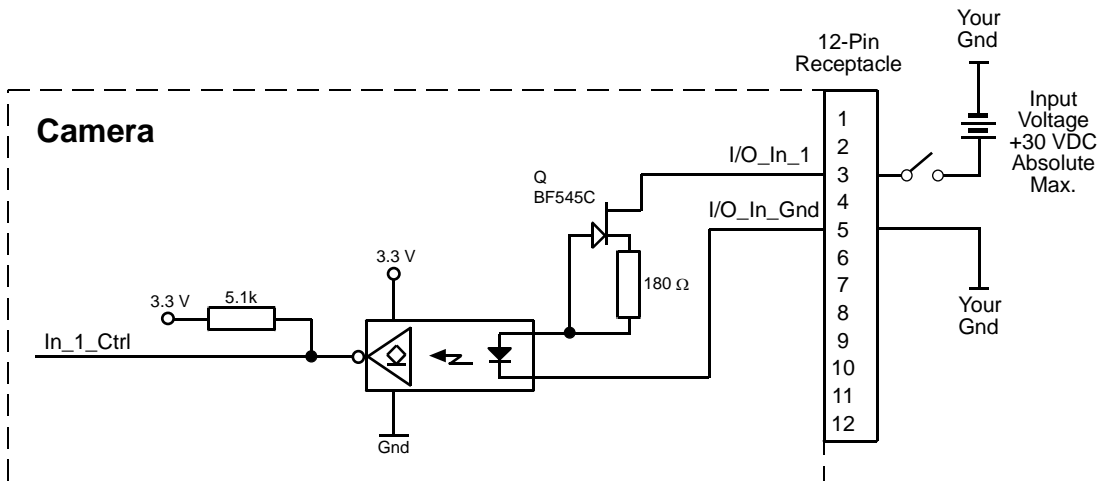 Your
Gnd
12-Pin
Receptacle
Camera
Input
Voltage
+30 VDC
Absolute
Max.
1
2
3
4
5
6
7
8
9
10
11
12
I/O_In_1
Q
BF545C
I/O_In_Gnd
3.3 V
180 Ω
3.3 V
5.1k
In_1_Ctrl
Gnd
Your
Gnd